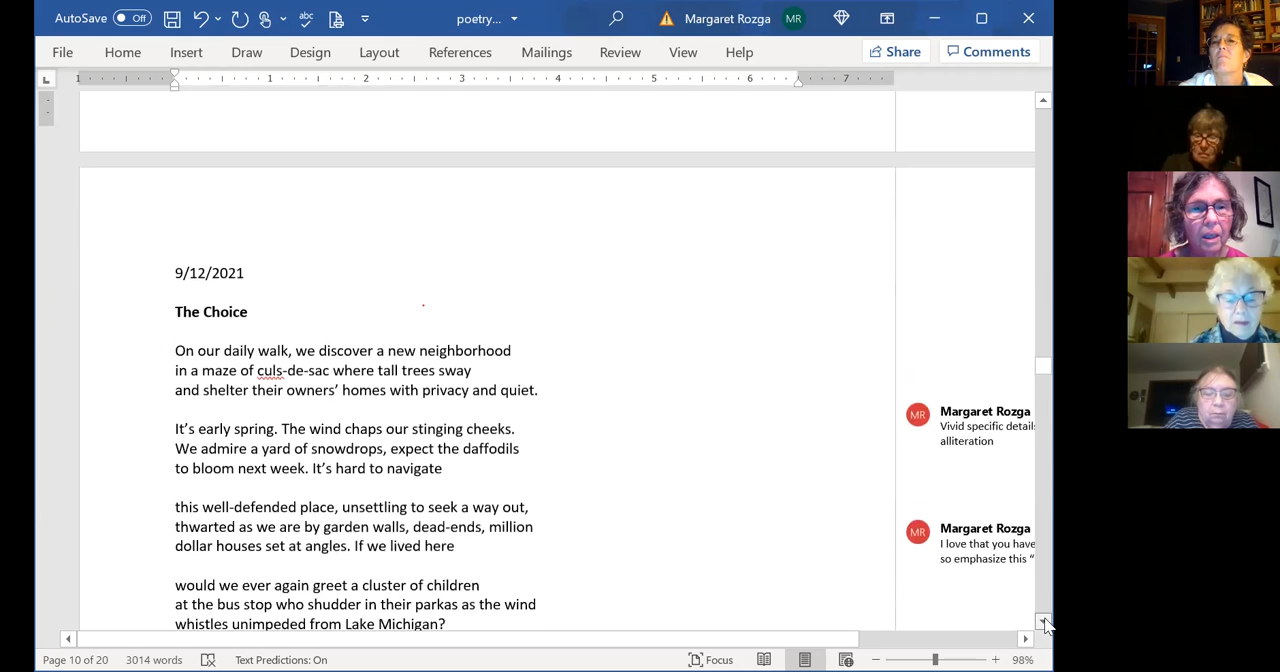 AutoSave Off poetry... Margaret Rozga MR
File Home Insert Draw Design Layout References Mailings Review View Help Share Comments
1 1 2 3 4 5 6 7
9/12/2021
The Choice
On our daily walk, we discover a new neighborhood
in a maze of culs-de-sac where tall trees sway
and shelter their owners’ homes with privacy and quiet.
It’s early spring. The wind chaps our stinging cheeks.
We admire a yard of snowdrops, expect the daffodils
to bloom next week. It’s hard to navigate
this well-defended place, unsettling to seek a way out,
thwarted as we are by garden walls, dead-ends, million
dollar houses set at angles. If we lived here
would we ever again greet a cluster of children
at the bus stop who shudder in their parkas as the wind
whistles unimpeded from Lake Michigan?
MR Margaret Rozga
Vivid specific details
alliteration
MR Margaret Rozga
I love that you have
so emphasize this “
Page 10 of 20 3014 words Text Predictions: On Focus 98%